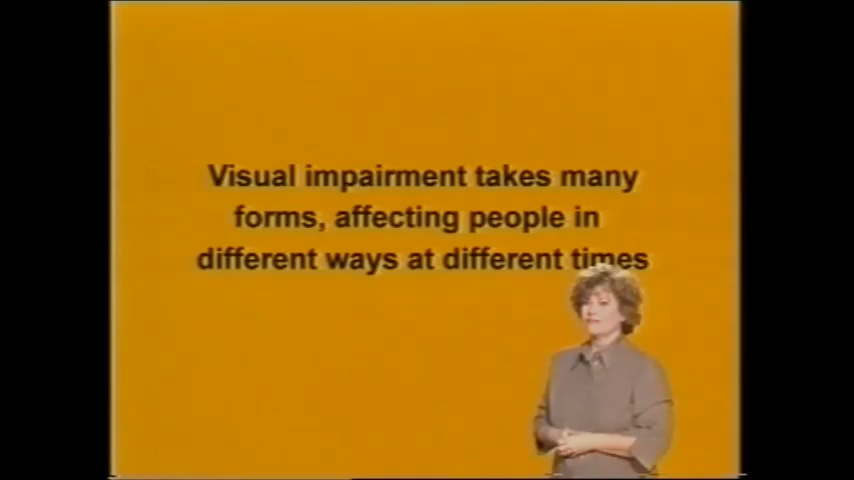 Visual impairment takes many
forms, affecting people in
different ways at different times